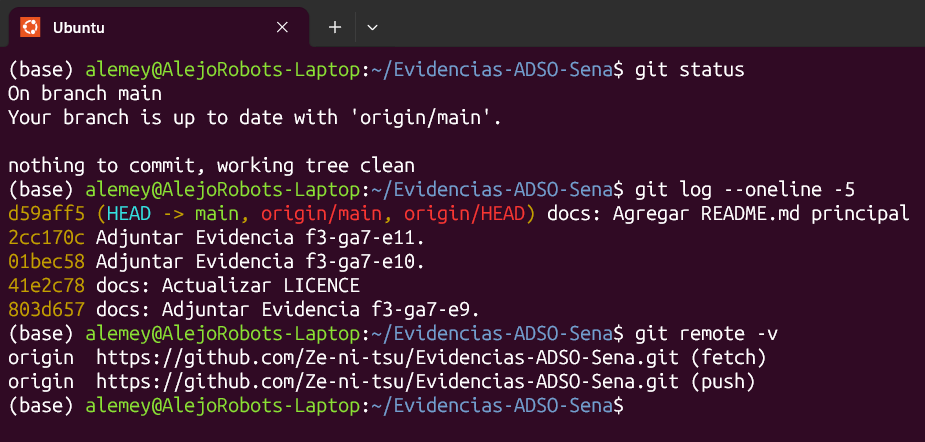 Ubuntu
(base) alemey@AlejoRobots-Laptop:~/Evidencias-ADSO-Sena$ git status
On branch main
Your branch is up to date with 'origin/main'.
nothing to commit, working tree clean
(base) alemey@AlejoRobots-Laptop:~/Evidencias-ADSO-Sena$ git log --oneline -5
d59aff5 (HEAD -> main, origin/main, origin/HEAD) docs: Agregar README.md principal
2cc170c Adjuntar Evidencia f3-ga7-e11.
01bec58 Adjuntar Evidencia f3-ga7-e10.
41e2c78 docs: Actualizar LICENCE
803d657 docs: Adjuntar Evidencia f3-ga7-e9.
(base) alemey@AlejoRobots-Laptop:~/Evidencias-ADSO-Sena$ git remote -v
origin  https://github.com/Ze-ni-tsu/Evidencias-ADSO-Sena.git (fetch)
origin  https://github.com/Ze-ni-tsu/Evidencias-ADSO-Sena.git (push)
(base) alemey@AlejoRobots-Laptop:~/Evidencias-ADSO-Sena$